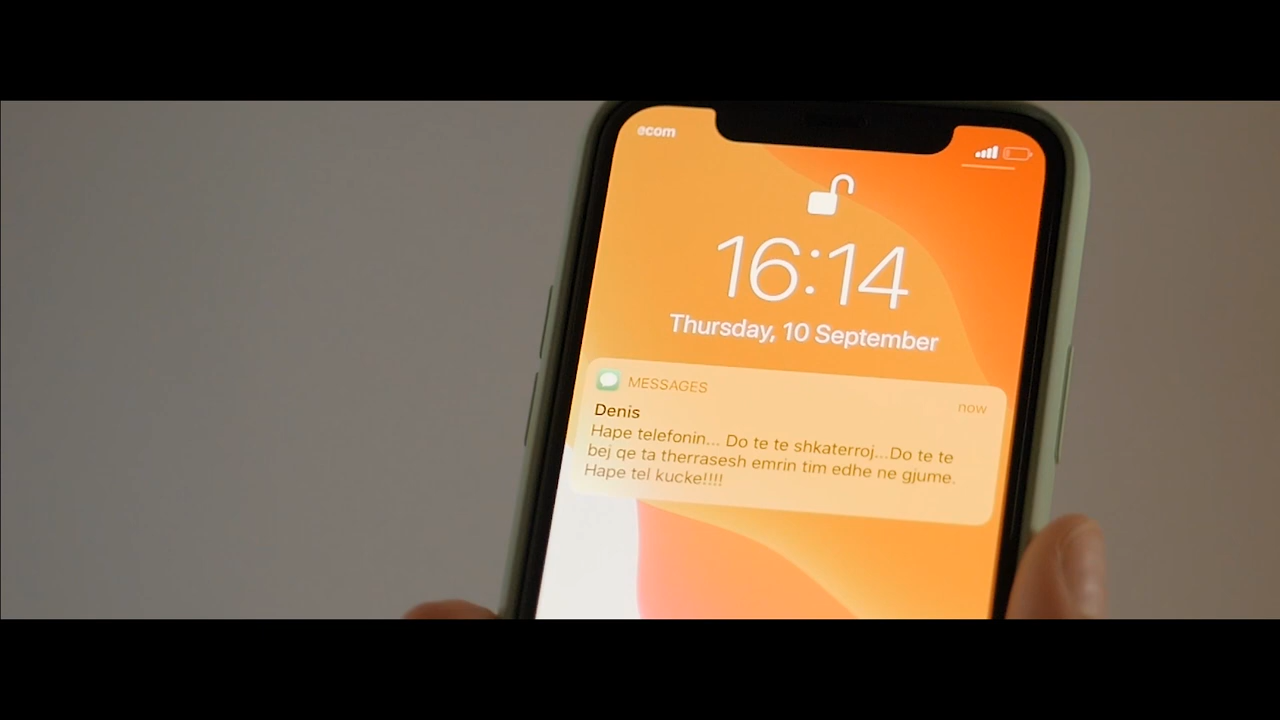 ecom
16:14
Thursday, 10 September
MESSAGES
now
Denis
Hape telefonin... Do te te shkaterroj...Do te te
bej qe ta therrasesh emrin tim edhe ne gjume.
Hape tel kucke!!!!